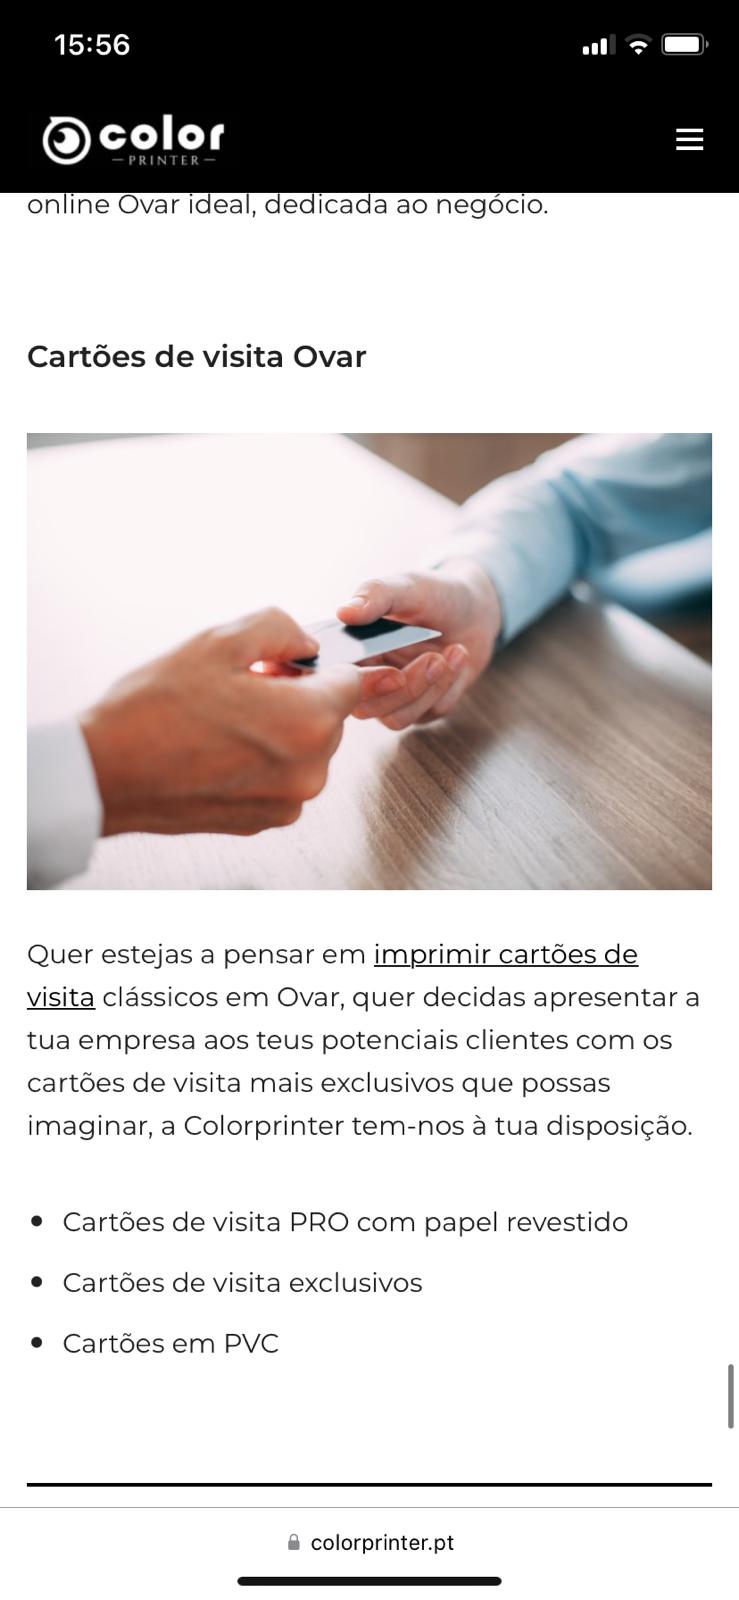 15:56
color
PRINTER
online Ovar ideal, dedicada ao negócio.
Cartões de visita Ovar
Quer estejas a pensar em imprimir cartões de
visita clássicos em Ovar, quer decidas apresentar a
tua empresa aos teus potenciais clientes com os
cartões de visita mais exclusivos que possas
imaginar, a Colorprinter tem-nos à tua disposição.
• Cartões de visita PRO com papel revestido
• Cartões de visita exclusivos
• Cartões em PVC
colorprinter.pt